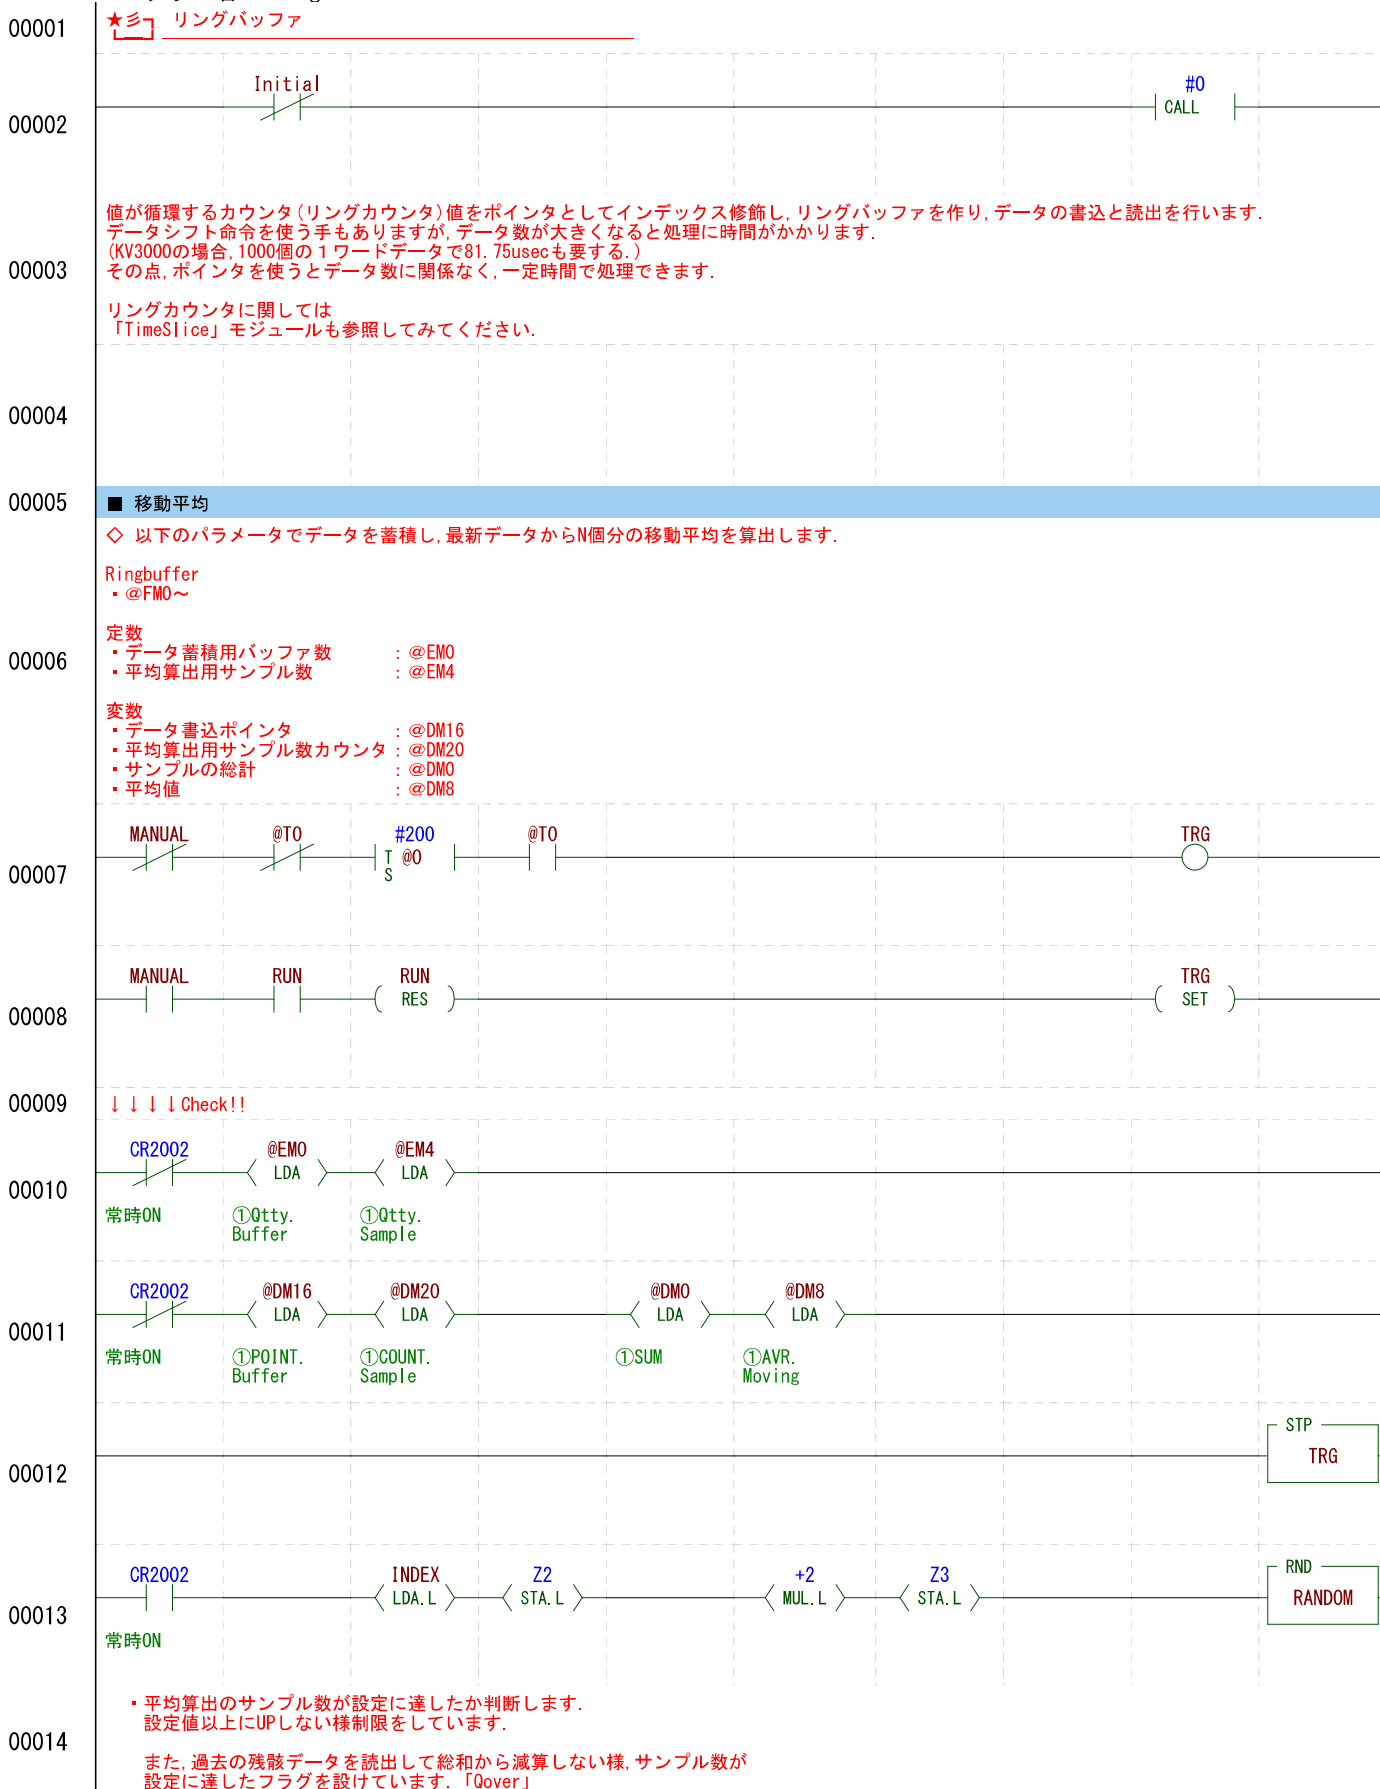 00001
★彡 リングバッファ
Initial
#0
CALL
00002
値が循環するカウンタ(リングカウンタ)値をポインタとしてインデックス修飾し,リングバッファを作り,データの書込と読出を行います.
データシフト命令を使う手もありますが,データ数が大きくなると処理に時間がかかります.
(KV3000の場合,1000個の１ワードデータで81.75usecも要する.)
00003
その点,ポインタを使うとデータ数に関係なく,一定時間で処理できます.
リングカウンタに関しては
「TimeSlice」モジュールも参照してみてください.
00004
00005
■ 移動平均
◇ 以下のパラメータでデータを蓄積し,最新データからN個分の移動平均を算出します.
Ringbuffer
・@FM0～
定数
・データ蓄積用バッファ数 : @EM0
00006
・平均算出用サンプル数 : @EM4
変数
・データ書込ポインタ : @DM16
・平均算出用サンプル数カウンタ : @DM20
・サンプルの総計 : @DM0
・平均値 : @DM8
MANUAL @T0 #200 @T0 TRG
T @0
S
00007
MANUAL RUN RUN TRG
RES SET
00008
00009
↓↓↓↓Check!!
CR2002 @EM0 @EM4
LDA LDA
00010
常時ON ①Qtty. ①Qtty.
Buffer Sample
CR2002 @DM16 @DM20 @DM0 @DM8
LDA LDA LDA LDA
00011
常時ON ①POINT. ①COUNT. ①SUM ①AVR.
Buffer Sample Moving
STP
TRG
00012
CR2002 INDEX Z2 +2 Z3 RND
LDA.L STA.L MUL.L STA.L RANDOM
00013
常時ON
・平均算出のサンプル数が設定に達したか判断します.
設定値以上にUPしない様制限をしています.
00014
また,過去の残骸データを読出して総和から減算しない様,サンプル数が
設定に達したフラグを設けています.「Qover」